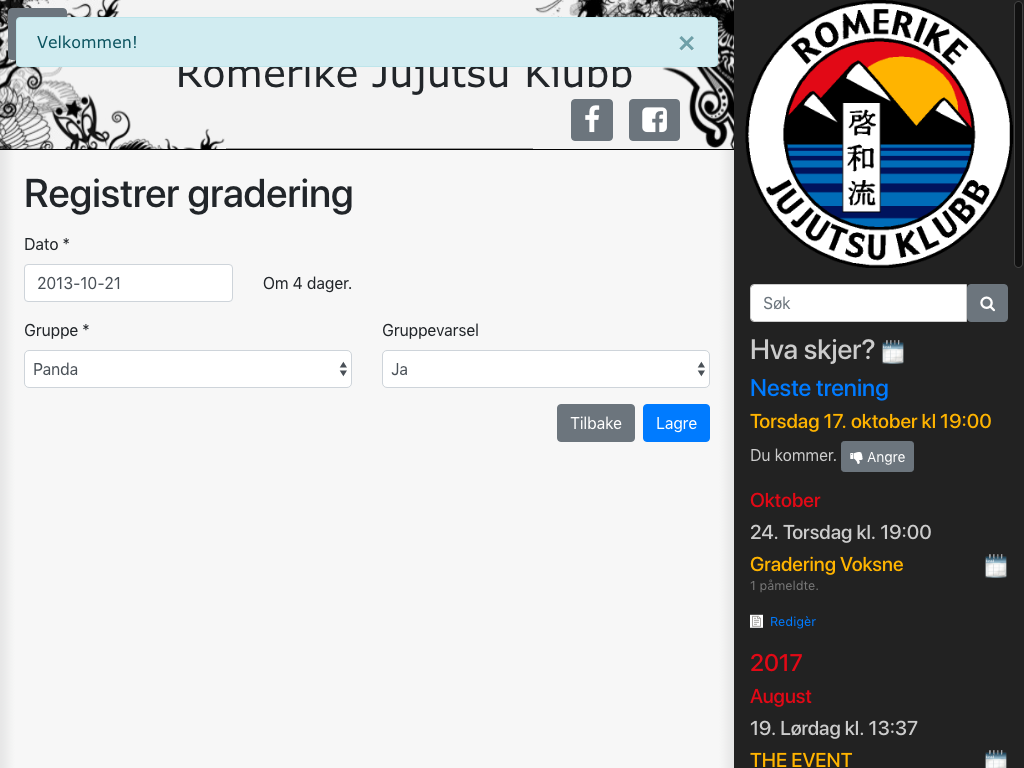 Velkommen! ×
Romerike Jujutsu Klubb
Registrer gradering
Dato *
2013-10-21 Om 4 dager.
Gruppe * Gruppevarsel
Panda Ja
Tilbake Lagre
ROMERIKE
啓和流
JUJUTSU KLUBB
Søk
Hva skjer?
Neste trening
Torsdag 17. oktober kl 19:00
Du kommer. Angre
Oktober
24. Torsdag kl. 19:00
Gradering Voksne
1 påmeldte.
Redigèr
2017
August
19. Lørdag kl. 13:37
THE EVENT